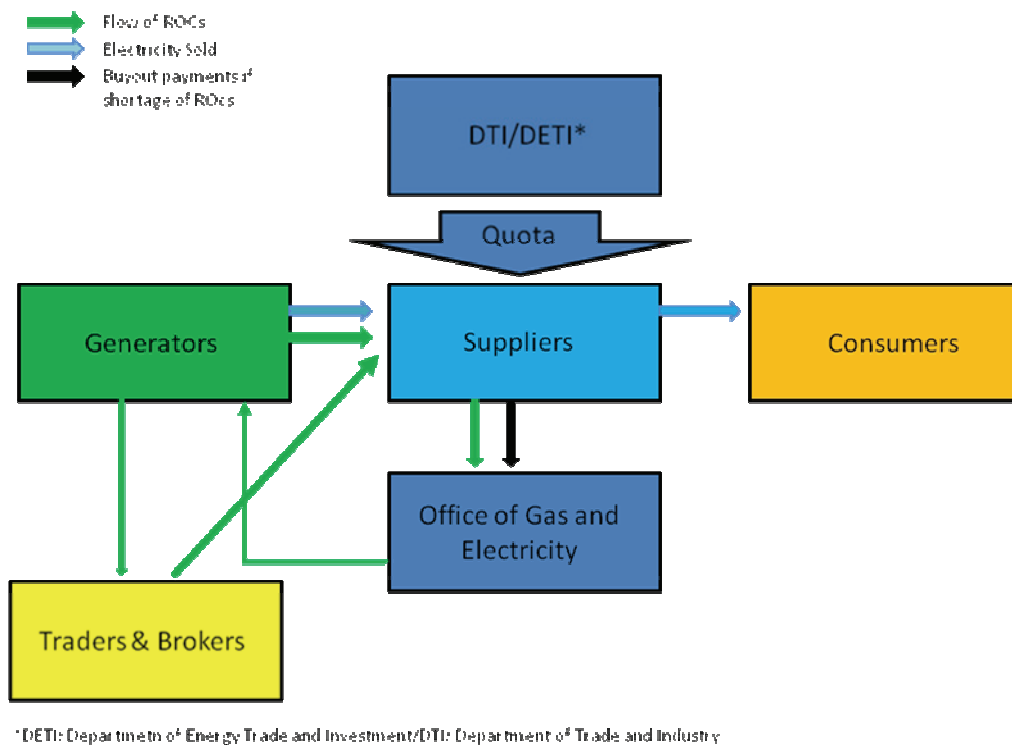 Flow of ROCs
Electricity Sold
Buyout payments if
shortage of ROCs
DTI/DETI*
Quota
Generators
Suppliers
Consumers
Office of Gas and
Electricity
Traders & Brokers
*DETI: Departmetn of Energy Trade and Investment/DTI: Department of Trade and Industry